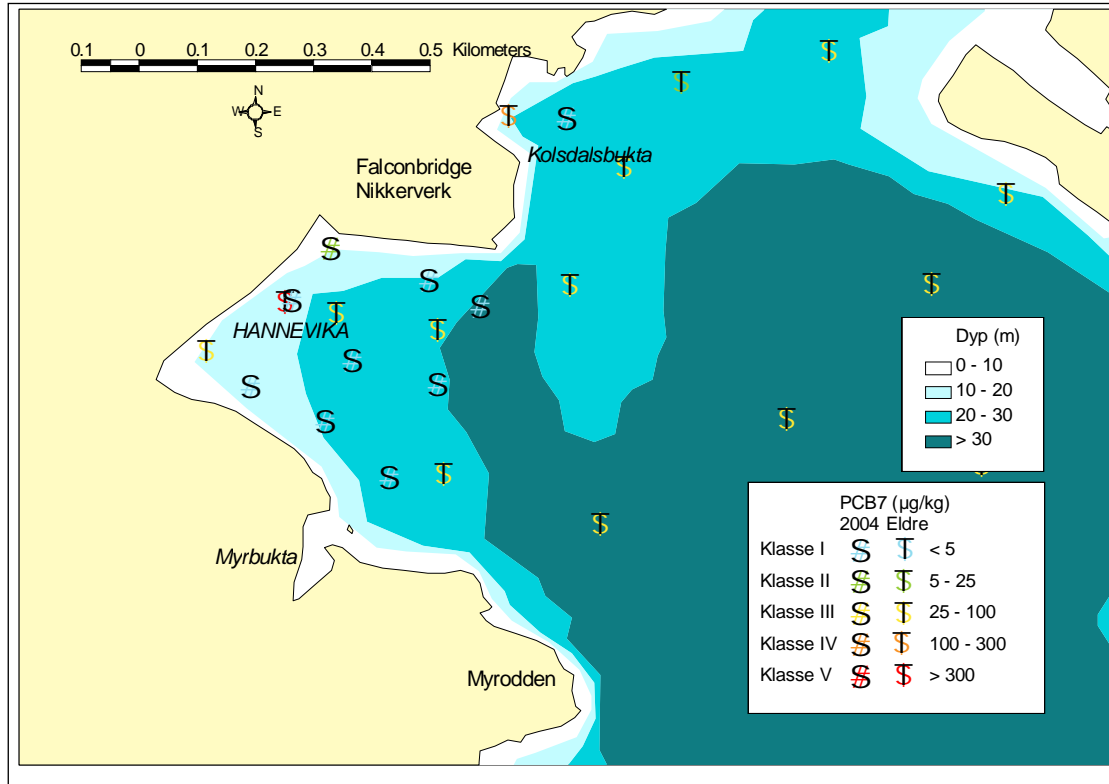 0.1 0 0.1 0.2 0.3 0.4 0.5 Kilometers
N
W E
S
Kolsdalsbukta
Falconbridge
Nikkerverk
HANNEVIKA
Myrbukta
Myrodden
Dyp (m)
0 - 10
10 - 20
20 - 30
> 30
PCB7 (µg/kg)
2004 Eldre
Klasse I < 5
Klasse II 5 - 25
Klasse III 25 - 100
Klasse IV 100 - 300
Klasse V > 300